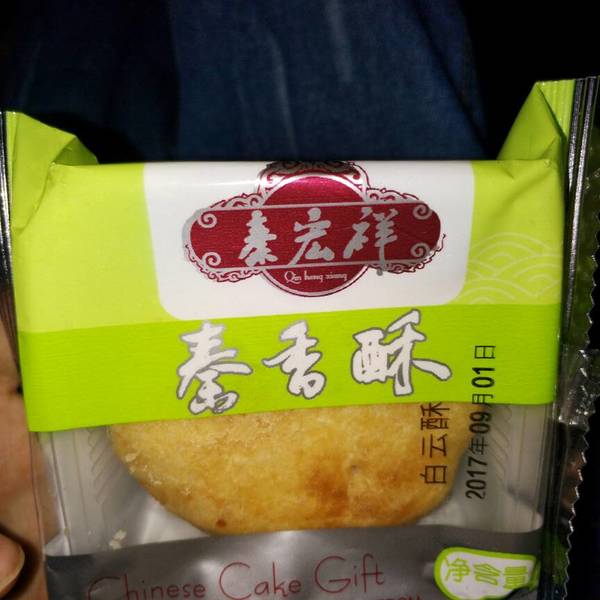 秦宏祥
Qin hong xiang
秦香酥
白云酥
2017年09月01日
Chinese Cake Gift
净含量